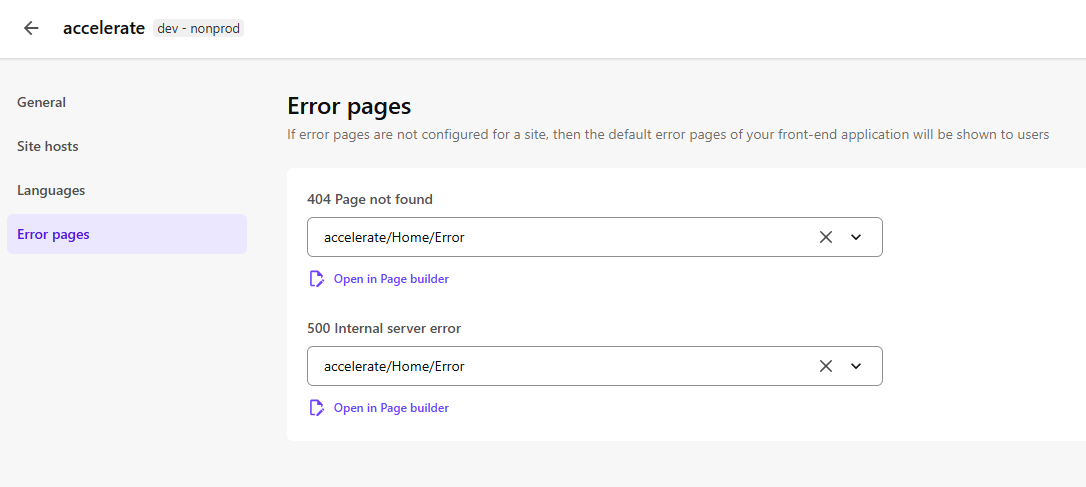 accelerate dev - nonprod
General
Site hosts
Languages
Error pages
Error pages
If error pages are not configured for a site, then the default error pages of your front-end application will be shown to users
404 Page not found
accelerate/Home/Error
Open in Page builder
500 Internal server error
accelerate/Home/Error
Open in Page builder